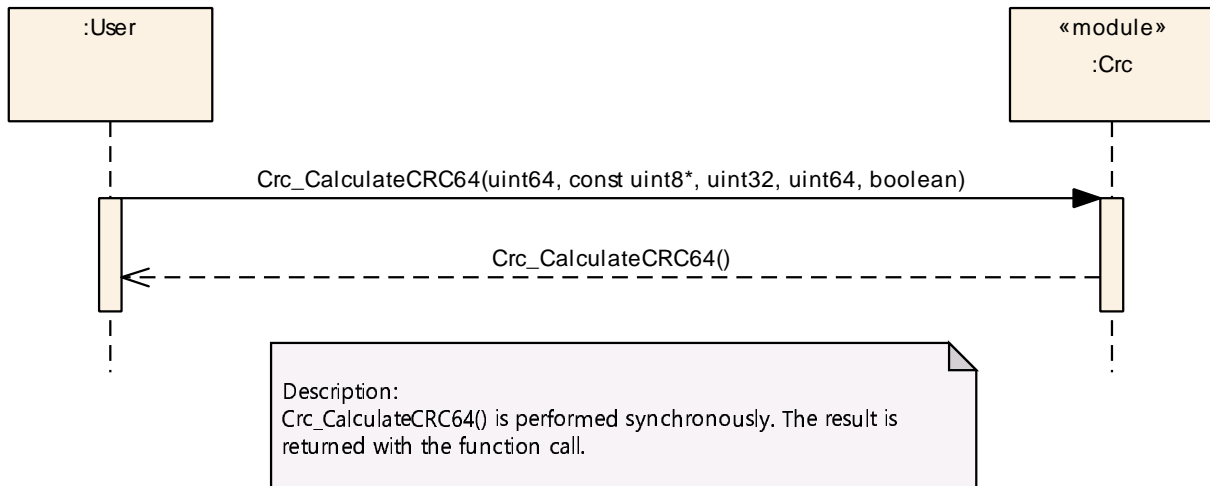 :User
«module»
:Crc
Crc_CalculateCRC64(uint64, const uint8*, uint32, uint64, boolean)
Crc_CalculateCRC64()
Description:
Crc_CalculateCRC64() is performed synchronously. The result is
returned with the function call.